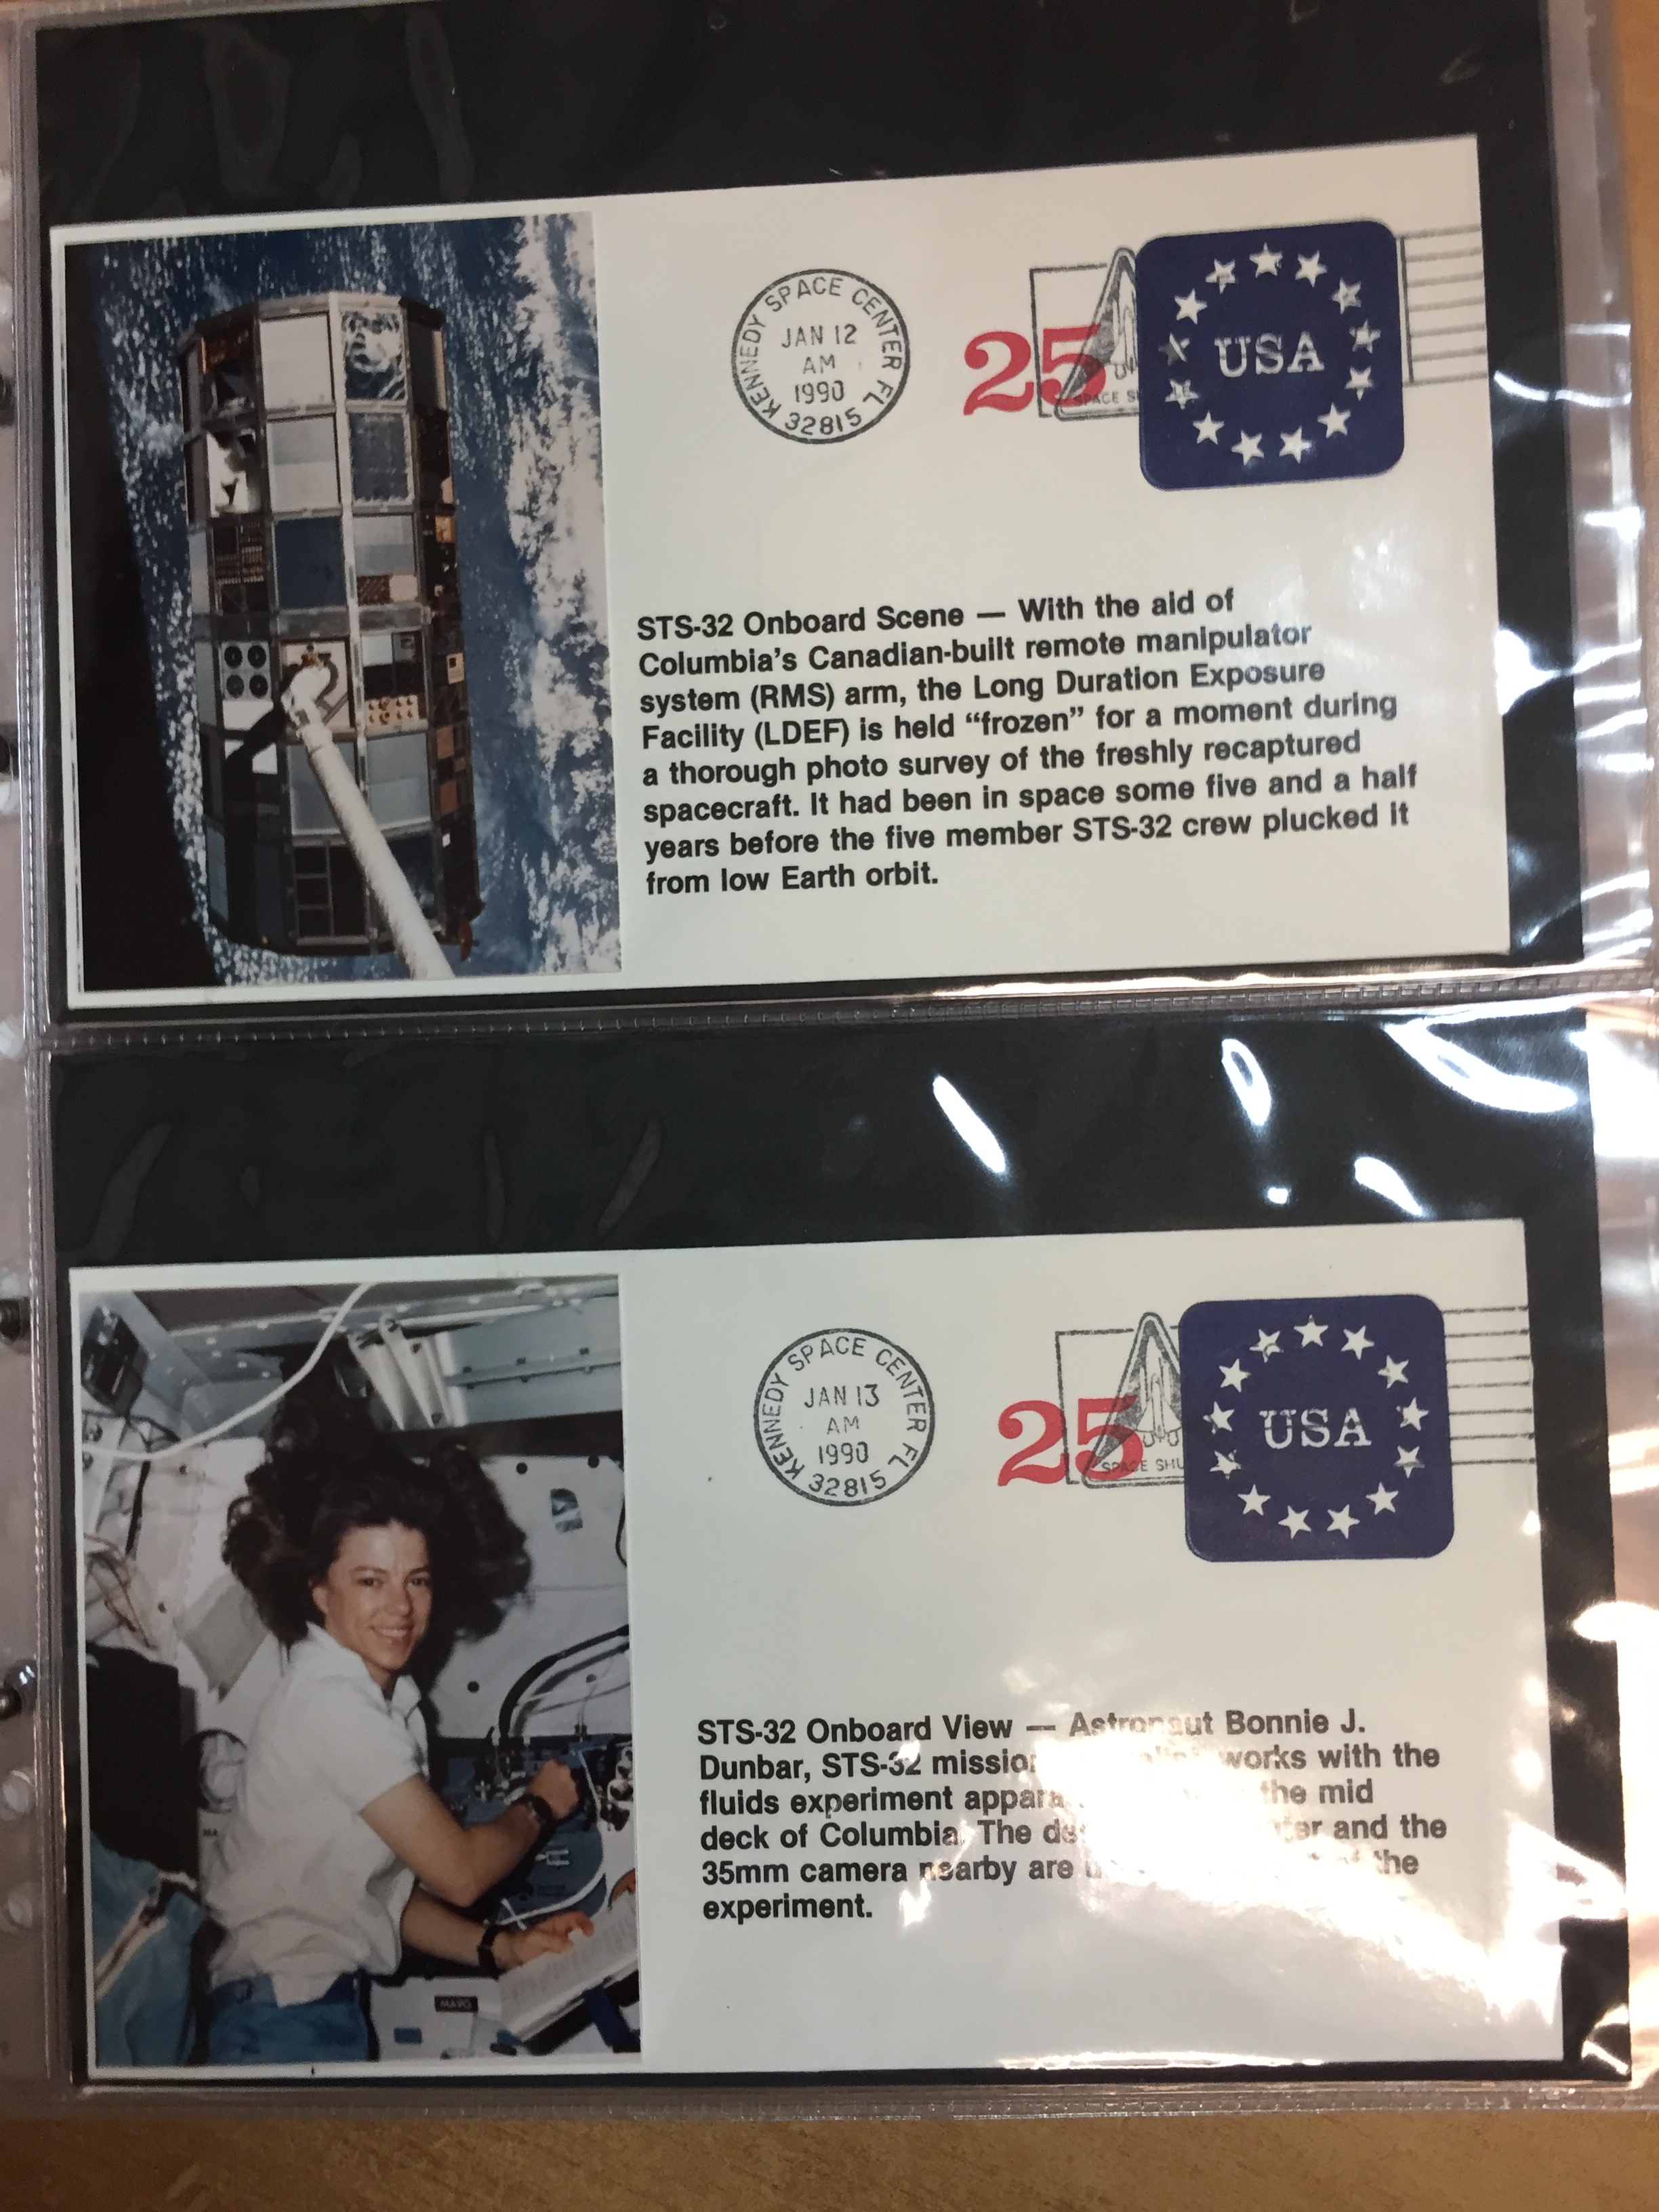 KENNEDY SPACE CENTER FL
JAN 12
AM
1990
32815
25
USA
STS-32 Onboard Scene — With the aid of
Columbia's Canadian-built remote manipulator
system (RMS) arm, the Long Duration Exposure
Facility (LDEF) is held “frozen” for a moment during
a thorough photo survey of the freshly recaptured
spacecraft. It had been in space some five and a half
years before the five member STS-32 crew plucked it
from low Earth orbit.
KENNEDY SPACE CENTER FL
JAN 13
AM
1990
32815
25
SPACE SHU
USA
STS-32 Onboard View — Astronaut Bonnie J.
Dunbar, STS-32 works with the
fluids experiment the mid
deck of Columbia. The and the
35mm camera nearby are the
experiment.